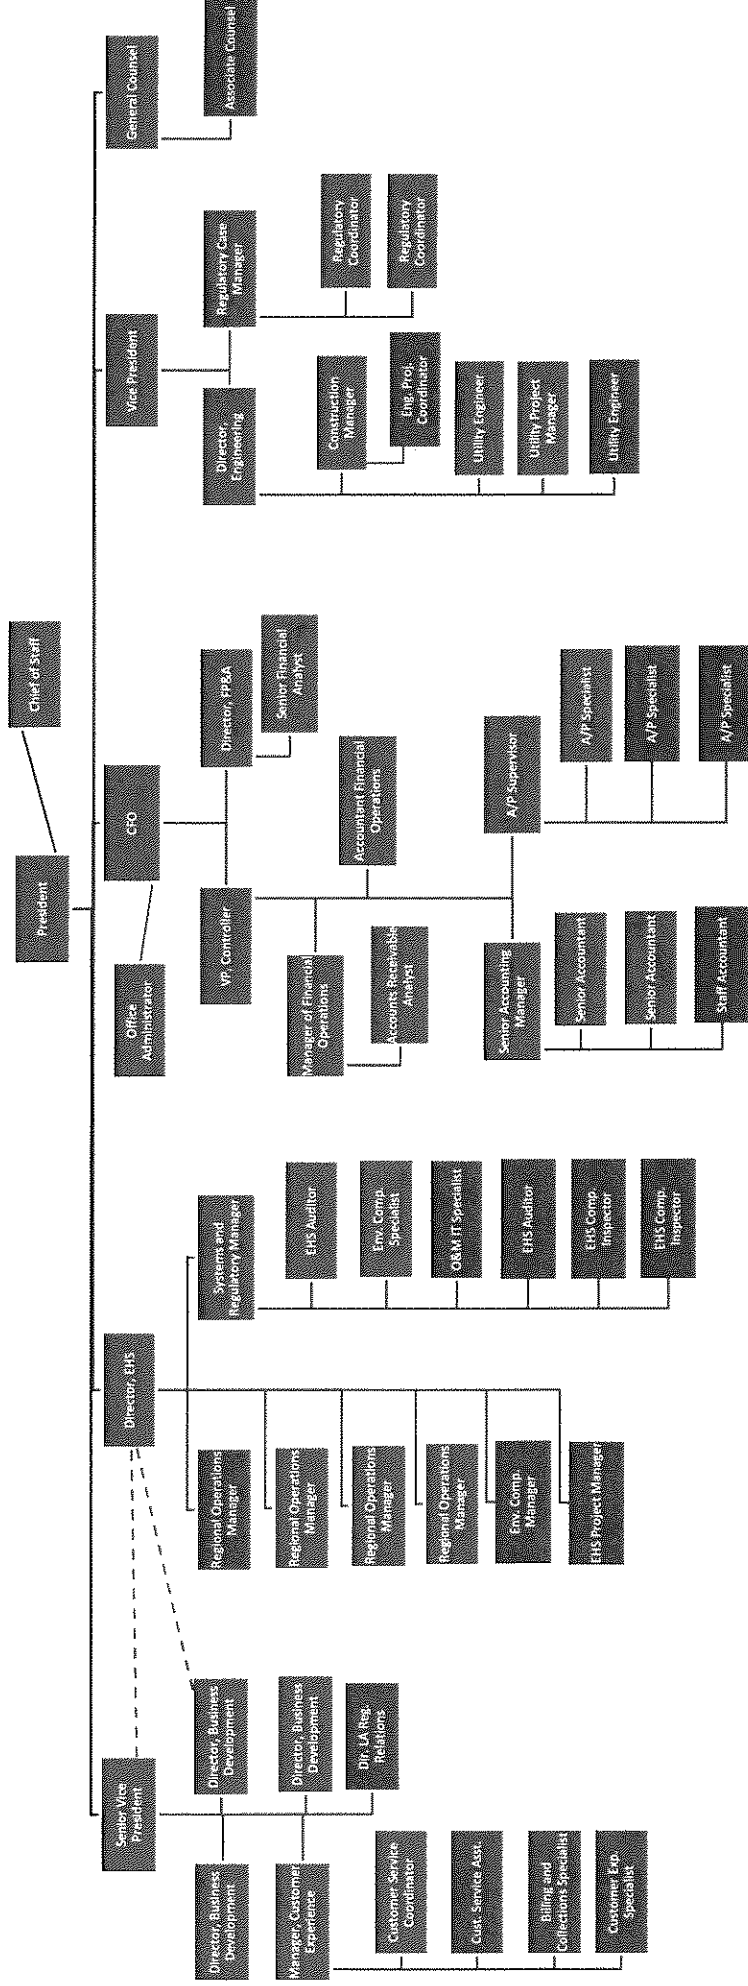 President
Chief of Staff
Senior Vice
President
Director, EHS
Office
Administrator
CFO
Vice President
General Counsel
Director, Business
Development
Director, Business
Development
Manager, Customer
Experience
Director, Business
Development
Dir. LA Reg.
Relations
Customer Service
Coordinator
Cust. Service Asst.
Billing and
Collections Specialist
Customer Exp.
Specialist
Regional Operations
Manager
Regional Operations
Manager
Regional Operations
Manager
Regional Operations
Manager
Env. Comp.
Manager
EHS Project Manager
Systems and
Regulatory Manager
EHS Auditor
Env. Comp.
Specialist
O&M IT Specialist
EHS Auditor
EHS Comp.
Inspector
EHS Comp.
Inspector
VP, Controller
Director, FP&A
Senior Financial
Analyst
Manager of Financial
Operations
Accounts Receivable
Analyst
Accountant Financial
Operations
Senior Accounting
Manager
Senior Accountant
Senior Accountant
Staff Accountant
A/P Supervisor
A/P Specialist
A/P Specialist
A/P Specialist
Director,
Engineering
Construction
Manager
Eng. Proj.
Coordinator
Utility Engineer
Utility Project
Manager
Utility Engineer
Regulatory Case
Manager
Regulatory
Coordinator
Regulatory
Coordinator
Associate Counsel